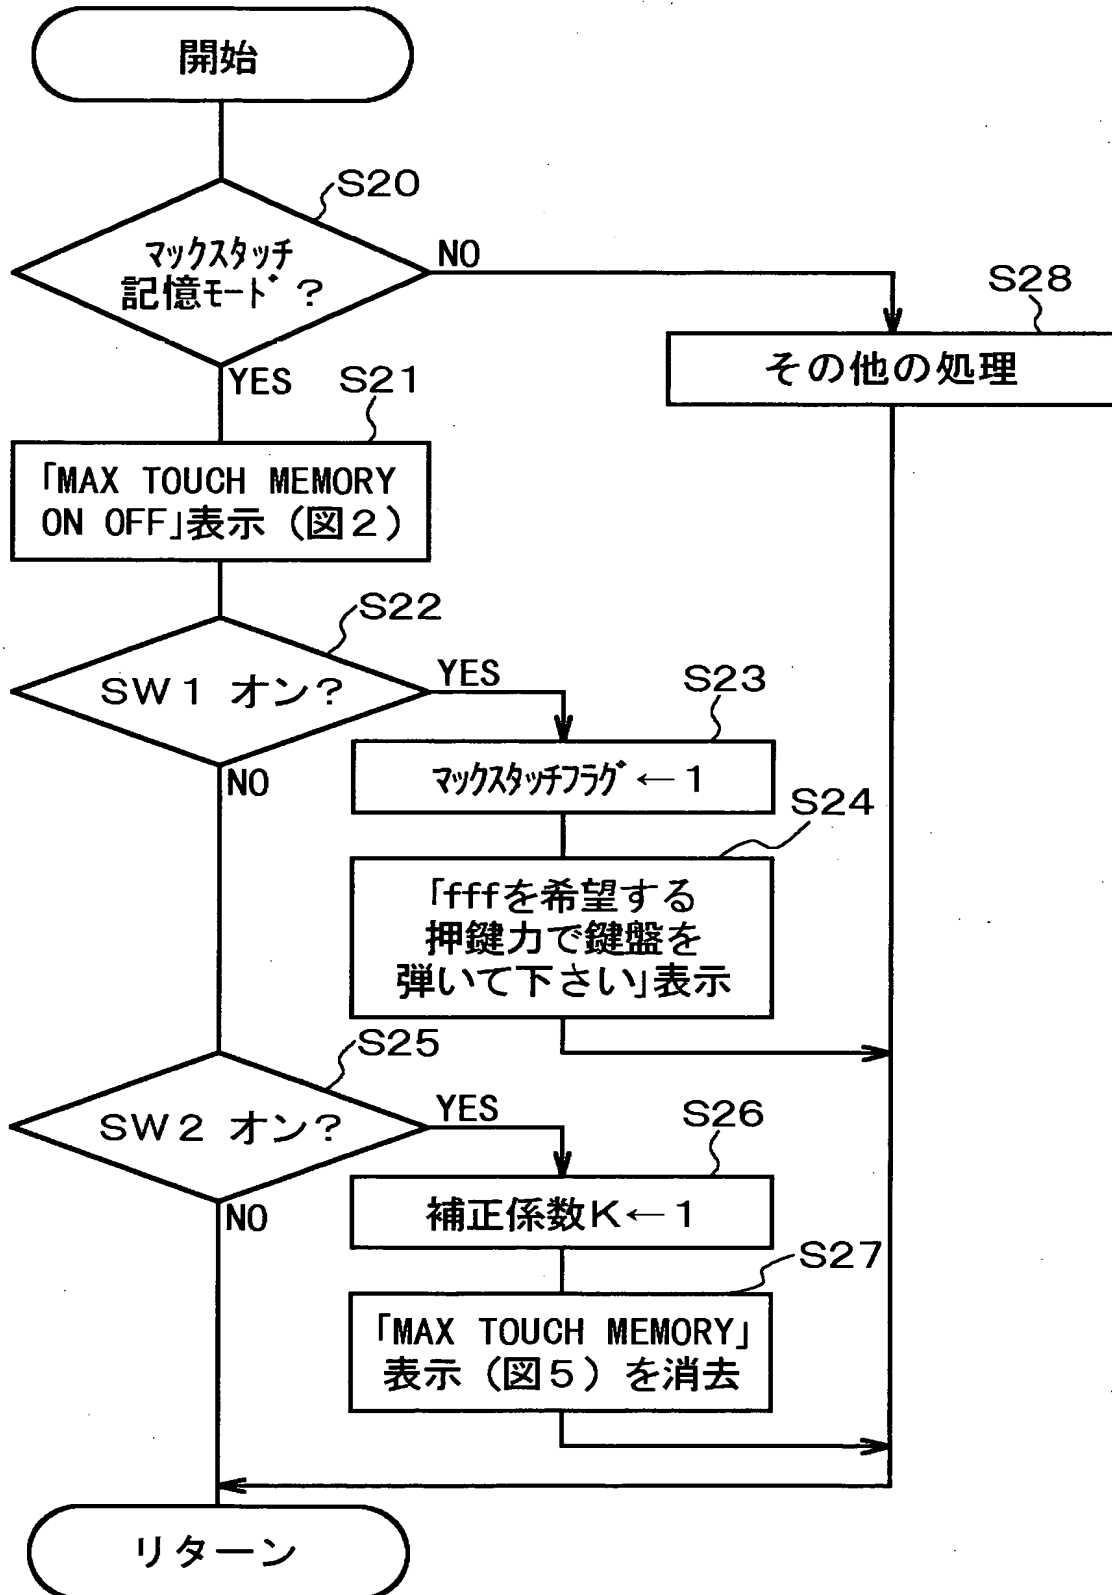 開始
S20
マックスタッチ
記憶モード?
NO
YES
S28
その他の処理
S21
「MAX TOUCH MEMORY
ON OFF」表示（図２）
S22
SW1 オン?
YES
NO
S23
マックスタッチフラグ←1
S24
「fffを希望する
押鍵力で鍵盤を
弾いて下さい」表示
S25
SW2 オン?
YES
NO
S26
補正係数K←1
S27
「MAX TOUCH MEMORY」
表示（図５）を消去
リターン